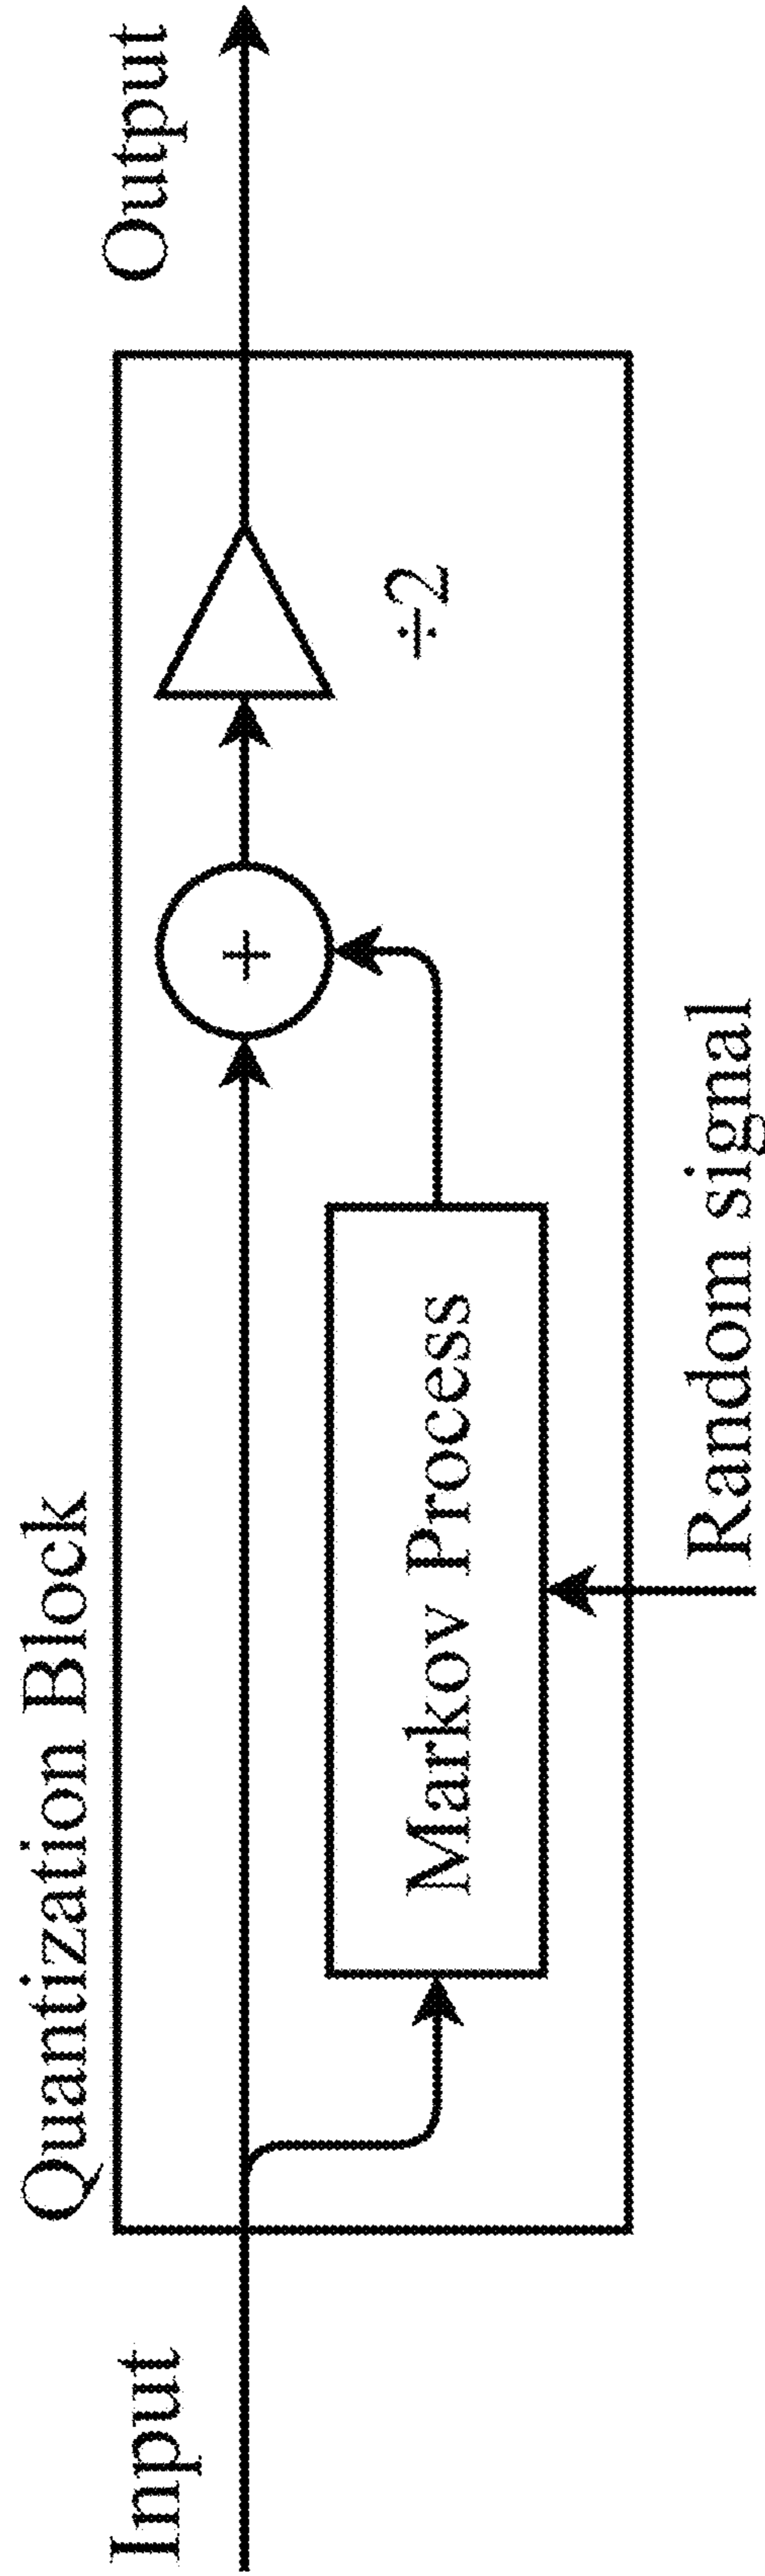 Quantization Block
Input
Output
+
÷2
Markov Process
Random signal